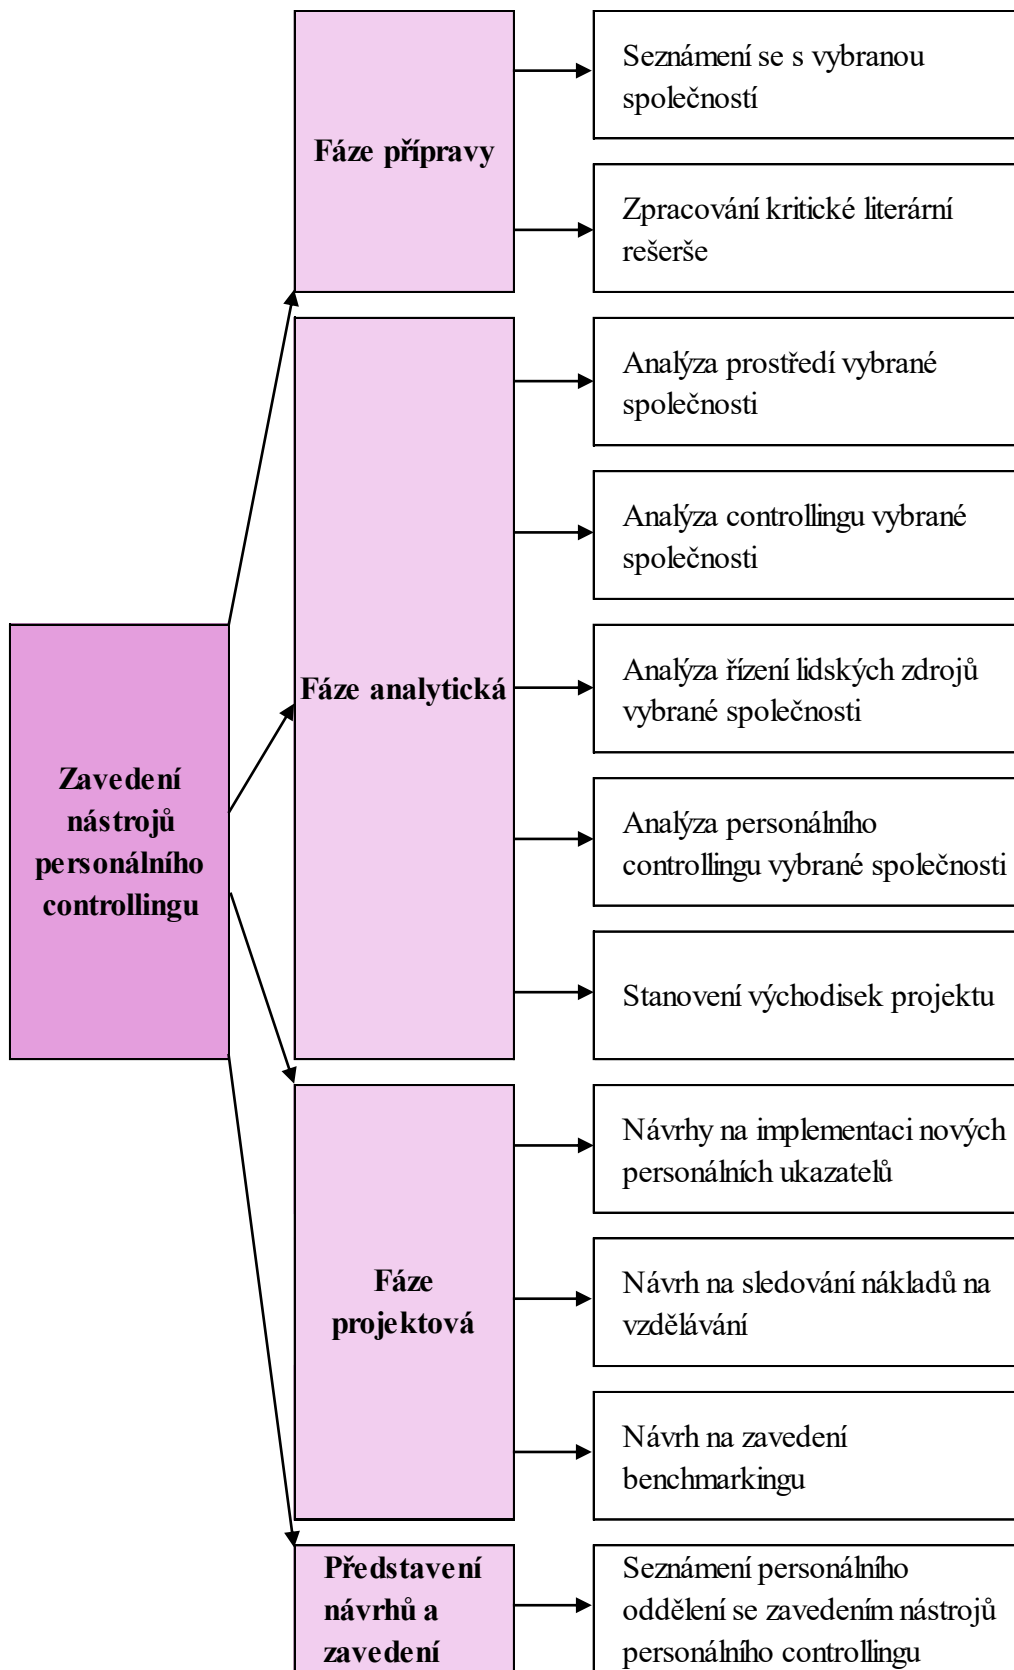 Zavedení
nástrojů
personálního
controllingu
Fáze přípravy
Seznámení se s vybranou
společností
Zpracování kritické literární
rešerše
Fáze analytická
Analýza prostředí vybrané
společnosti
Analýza controllingu vybrané
společnosti
Analýza řízení lidských zdrojů
vybrané společnosti
Analýza personálního
controllingu vybrané společnosti
Stanovení východisek projektu
Fáze
projektová
Návrhy na implementaci nových
personálních ukazatelů
Návrh na sledování nákladů na
vzdělávání
Návrh na zavedení
benchmarkingu
Představení
návrhů a
zavedení
Seznámení personálního
oddělení se zavedením nástrojů
personálního controllingu